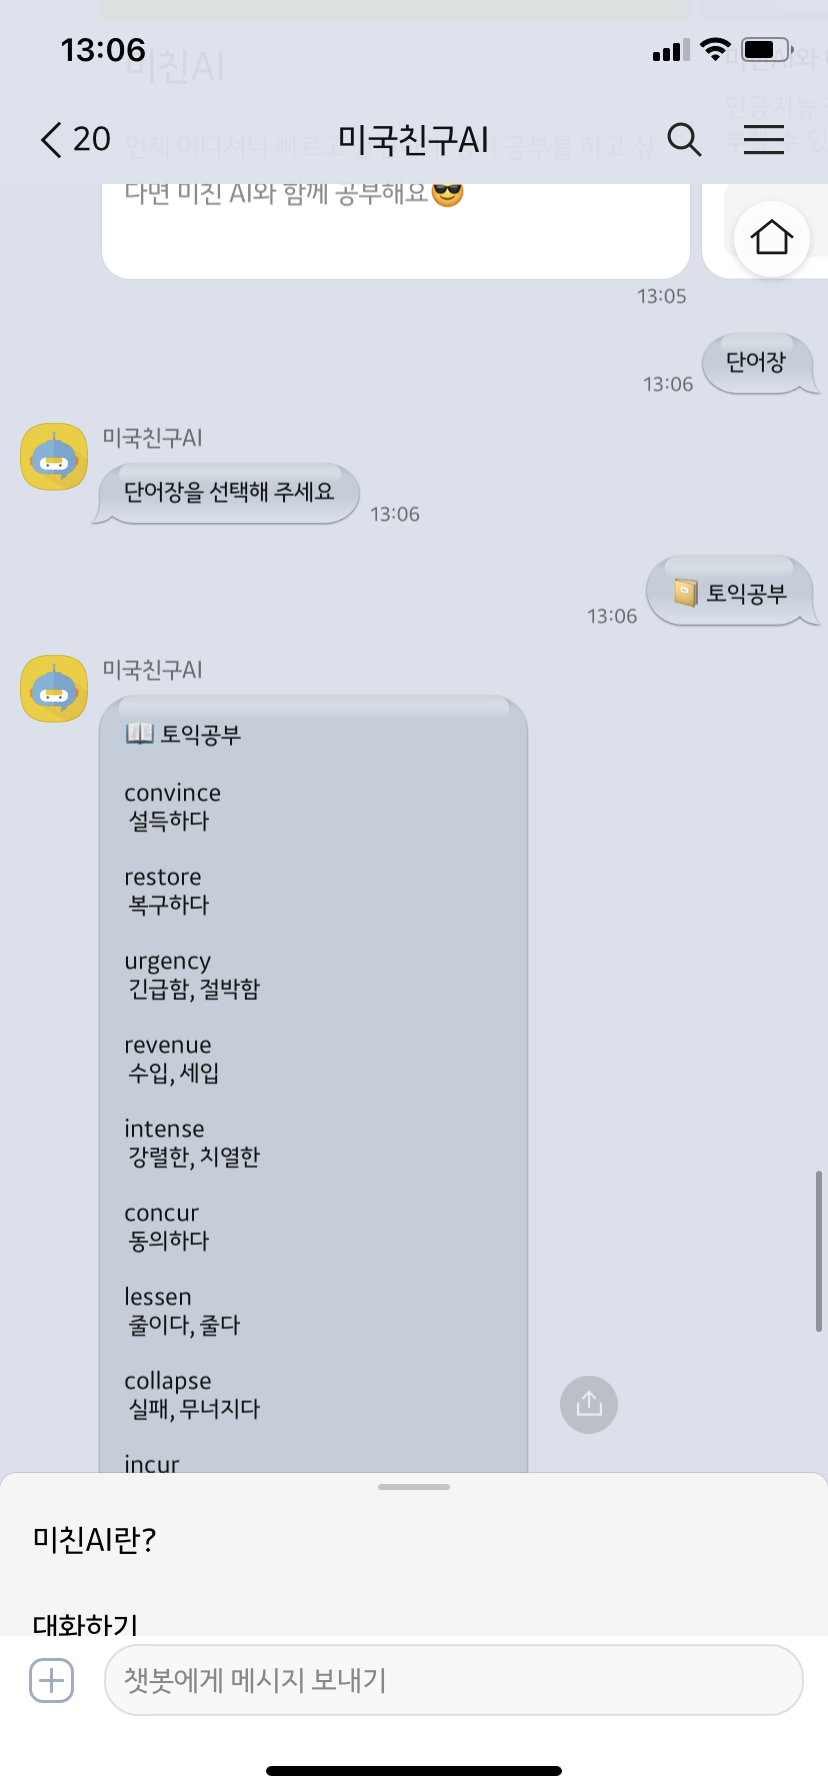 13:06
미친AI
20
미국친구AI
언제 어디서나 빠르고 공부를 하고 싶
다면 미친 AI와 함께 공부해요😎
인공지능
13:05
단어장
13:06
미국친구AI
단어장을 선택해 주세요
13:06
📒 토익공부
13:06
미국친구AI
📖 토익공부
convince
설득하다
restore
복구하다
urgency
긴급함, 절박함
revenue
수입, 세입
intense
강렬한, 치열한
concur
동의하다
lessen
줄이다, 줄다
collapse
실패, 무너지다
incur
미친AI란?
대화하기
챗봇에게 메시지 보내기